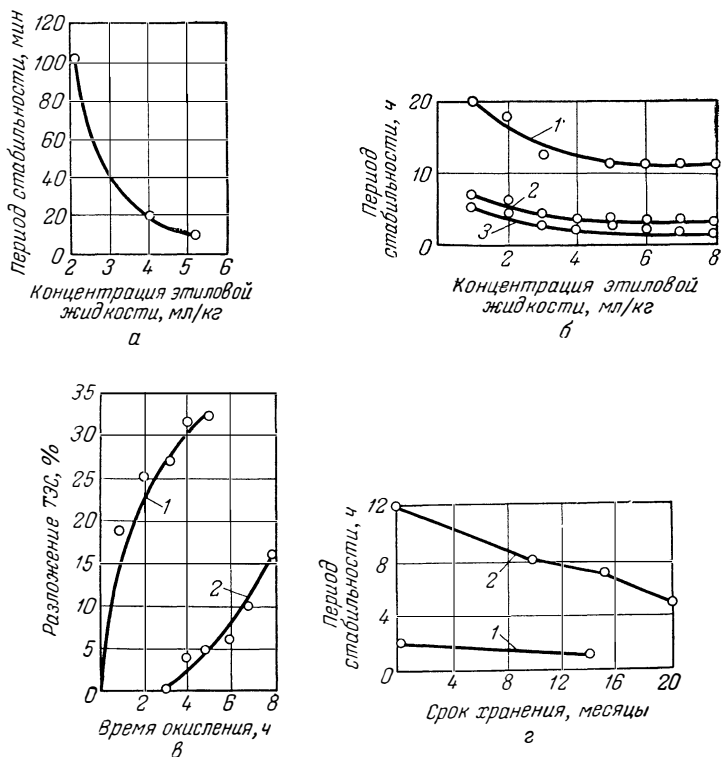 Период стабильности, мин
120
100
80
60
40
20
0
2 3 4 5 6
Концентрация этиловой
жидкости, мл/кг
а
Период
стабильности, ч
20
10
0
1
2
3
2 4 6 8
Концентрация этиловой
жидкости, мл/кг
б
Разложение ТЭС, %
35
30
25
20
15
10
5
0
1
2
2 4 6 8
Время окисления, ч
в
Период
стабильности, ч
12
8
4
0
2
1
4 8 12 16 20
Срок хранения, месяцы
г